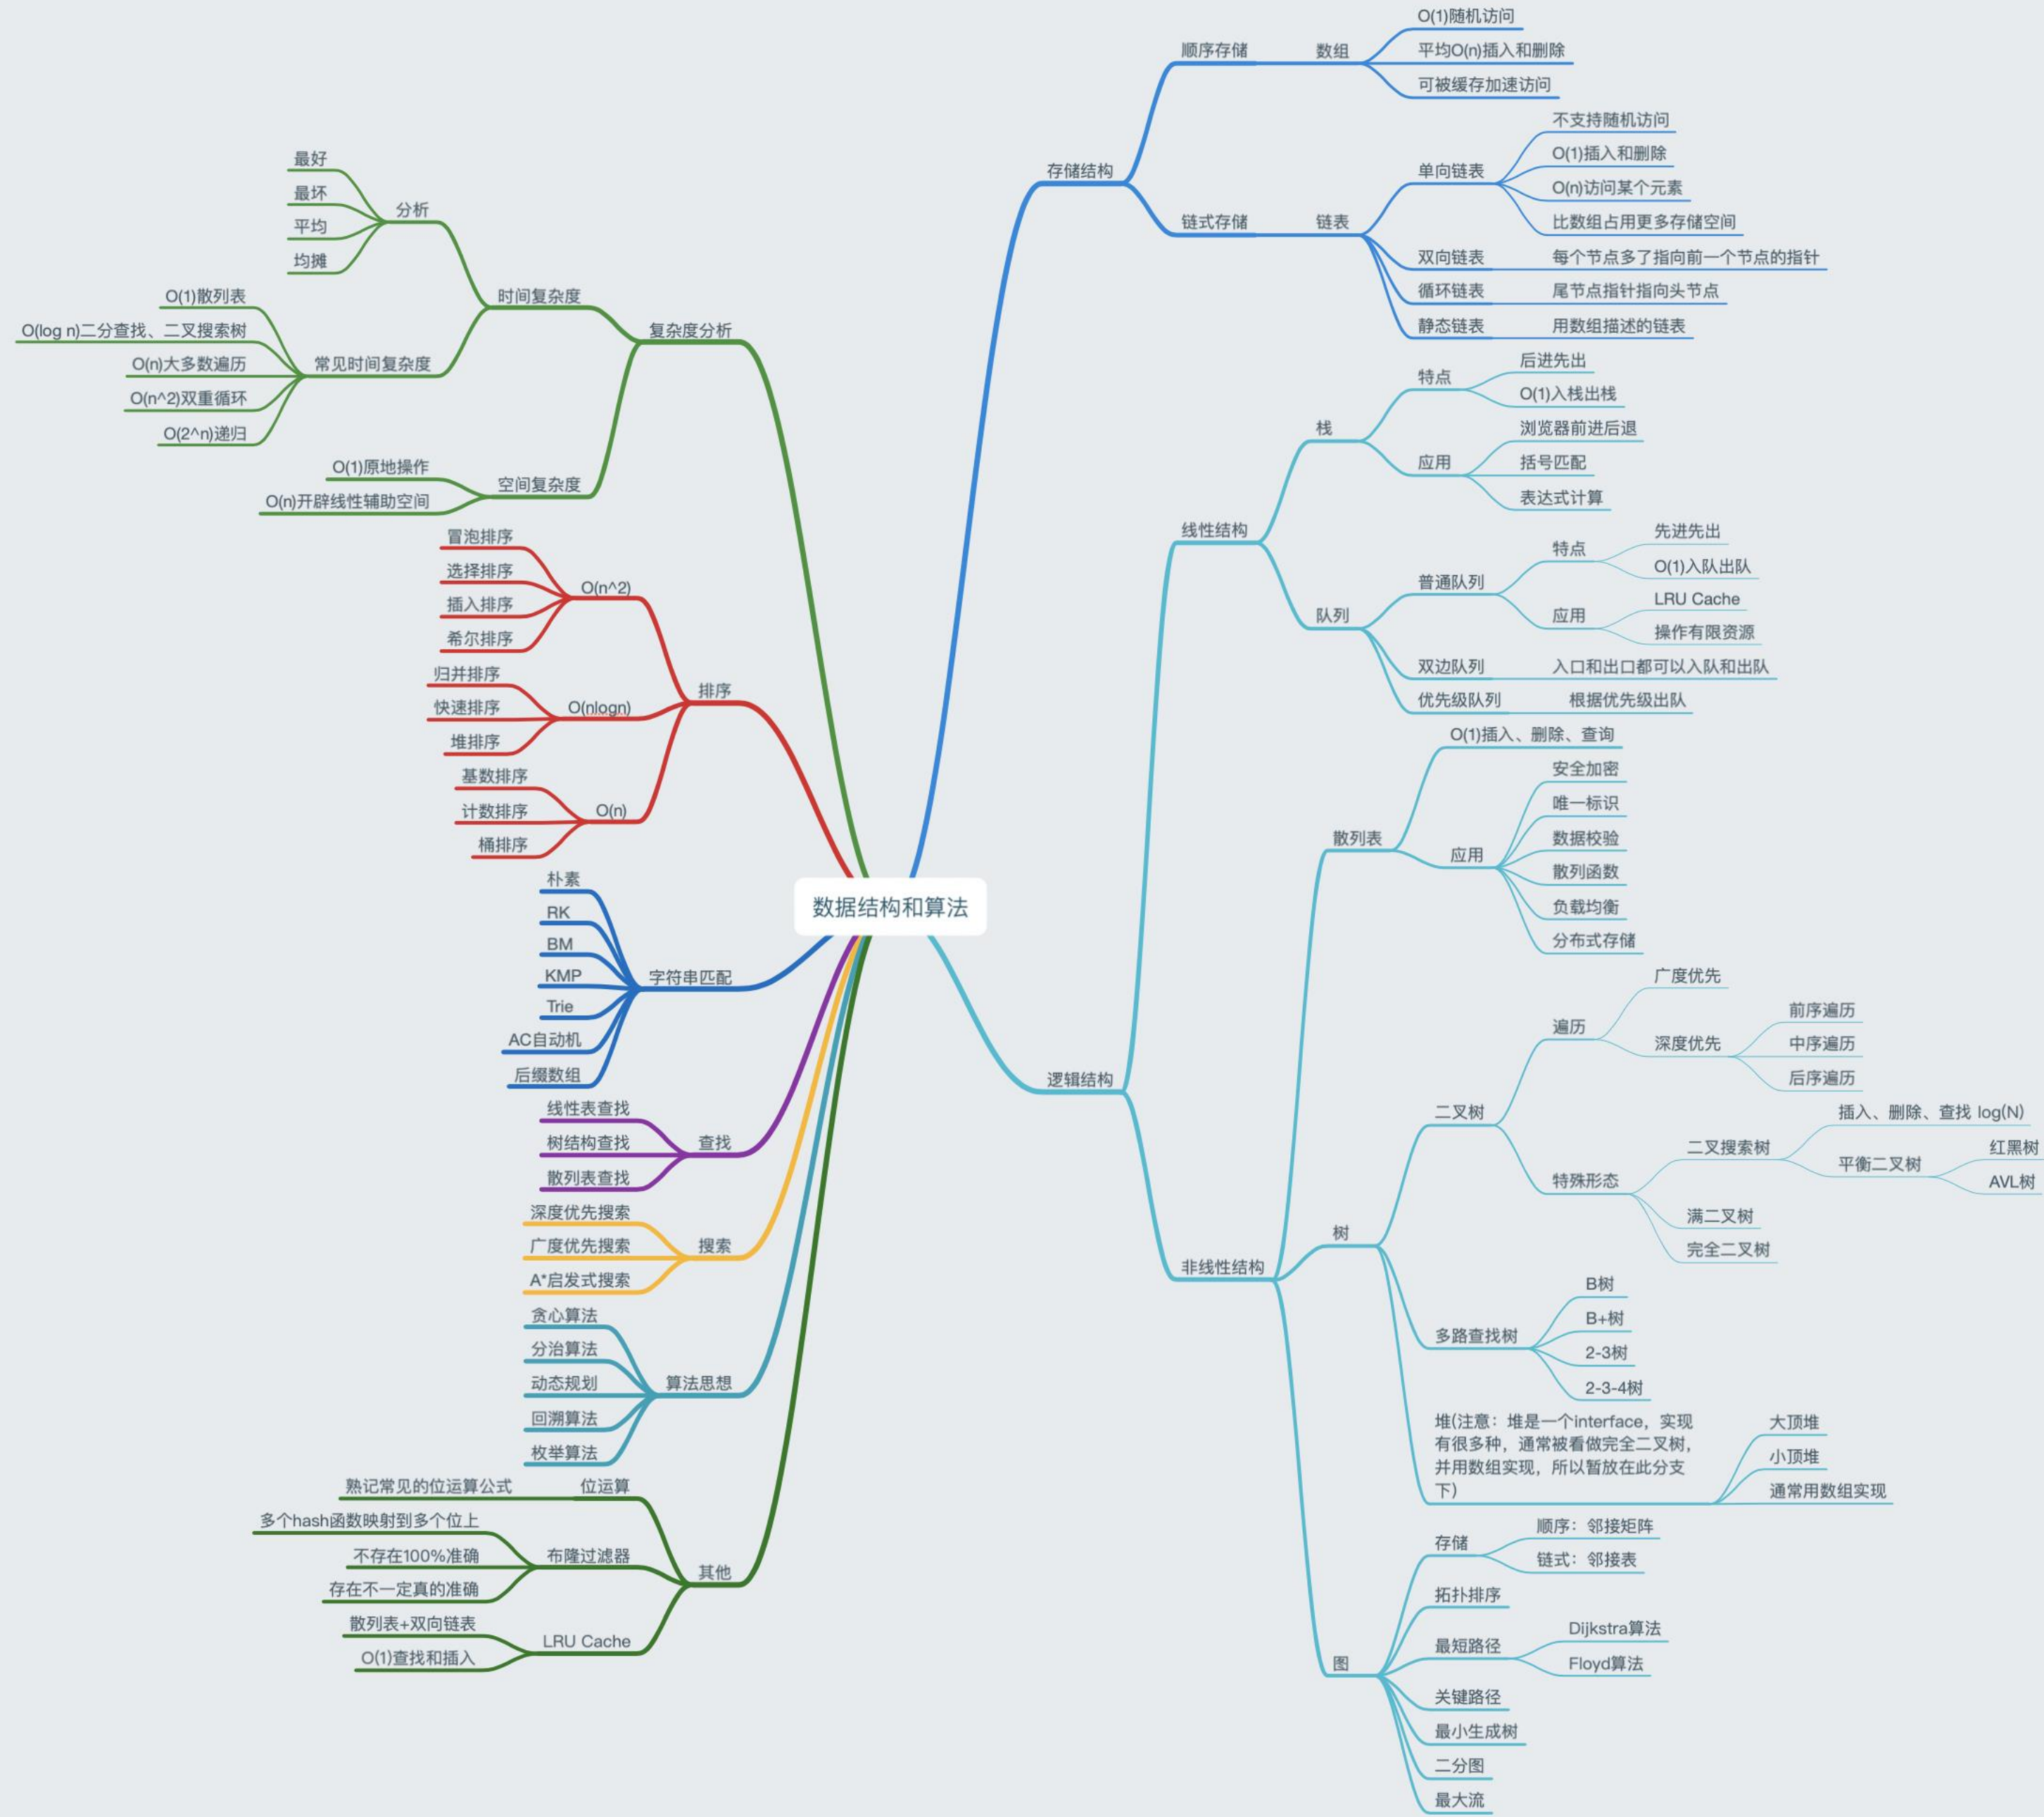 数据结构和算法
存储结构
顺序存储
数组
O(1)随机访问
平均O(n)插入和删除
可被缓存加速访问
链式存储
链表
单向链表
不支持随机访问
O(1)插入和删除
O(n)访问某个元素
比数组占用更多存储空间
双向链表
每个节点多了指向前一个节点的指针
循环链表
尾节点指针指向头节点
静态链表
用数组描述的链表
逻辑结构
线性结构
栈
特点
后进先出
O(1)入栈出栈
应用
浏览器前进后退
括号匹配
表达式计算
队列
普通队列
特点
先进先出
O(1)入队出队
应用
LRU Cache
操作有限资源
双边队列
入口和出口都可以入队和出队
优先级队列
根据优先级出队
非线性结构
散列表
O(1)插入、删除、查询
应用
安全加密
唯一标识
数据校验
散列函数
负载均衡
分布式存储
树
二叉树
遍历
广度优先
深度优先
前序遍历
中序遍历
后序遍历
特殊形态
二叉搜索树
插入、删除、查找 log(N)
平衡二叉树
红黑树
AVL树
满二叉树
完全二叉树
多路查找树
B树
B+树
2-3树
2-3-4树
堆(注意：堆是一个interface，实现
有很多种，通常被看做完全二叉树，
并用数组实现，所以暂放在此分支
下)
大顶堆
小顶堆
通常用数组实现
图
存储
顺序：邻接矩阵
链式：邻接表
拓扑排序
最短路径
Dijkstra算法
Floyd算法
关键路径
最小生成树
二分图
最大流
复杂度分析
时间复杂度
分析
最好
最坏
平均
均摊
常见时间复杂度
O(1)散列表
O(log n)二分查找、二叉搜索树
O(n)大多数遍历
O(n^2)双重循环
O(2^n)递归
空间复杂度
O(1)原地操作
O(n)开辟线性辅助空间
排序
O(n^2)
冒泡排序
选择排序
插入排序
希尔排序
O(nlogn)
归并排序
快速排序
堆排序
O(n)
基数排序
计数排序
桶排序
字符串匹配
朴素
RK
BM
KMP
Trie
AC自动机
后缀数组
查找
线性表查找
树结构查找
散列表查找
搜索
深度优先搜索
广度优先搜索
A*启发式搜索
算法思想
贪心算法
分治算法
动态规划
回溯算法
枚举算法
其他
位运算
熟记常见的位运算公式
布隆过滤器
多个hash函数映射到多个位上
不存在100%准确
存在不一定真的准确
LRU Cache
散列表+双向链表
O(1)查找和插入